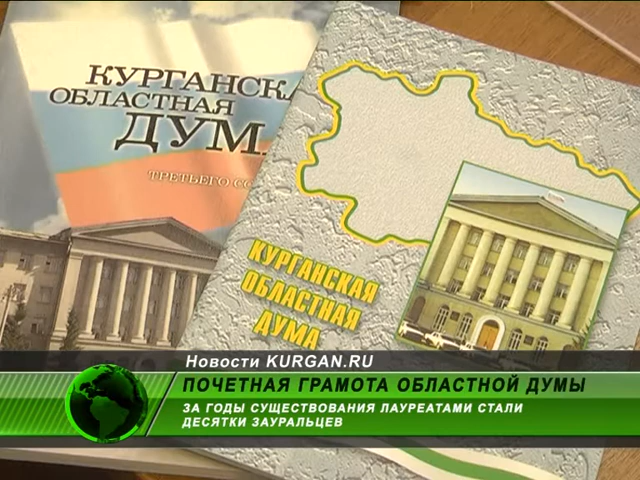 КУРГАНСКА
ОБЛАСТНАЯ
ДУМ
ТРЕТЬЕГО СО
КУРГАНСКАЯ
ОБЛАСТНАЯ
ДУМА
Новости KURGAN.RU
ПОЧЕТНАЯ ГРАМОТА ОБЛАСТНОЙ ДУМЫ
ЗА ГОДЫ СУЩЕСТВОВАНИЯ ЛАУРЕАТАМИ СТАЛИ
ДЕСЯТКИ ЗАУРАЛЬЦЕВ